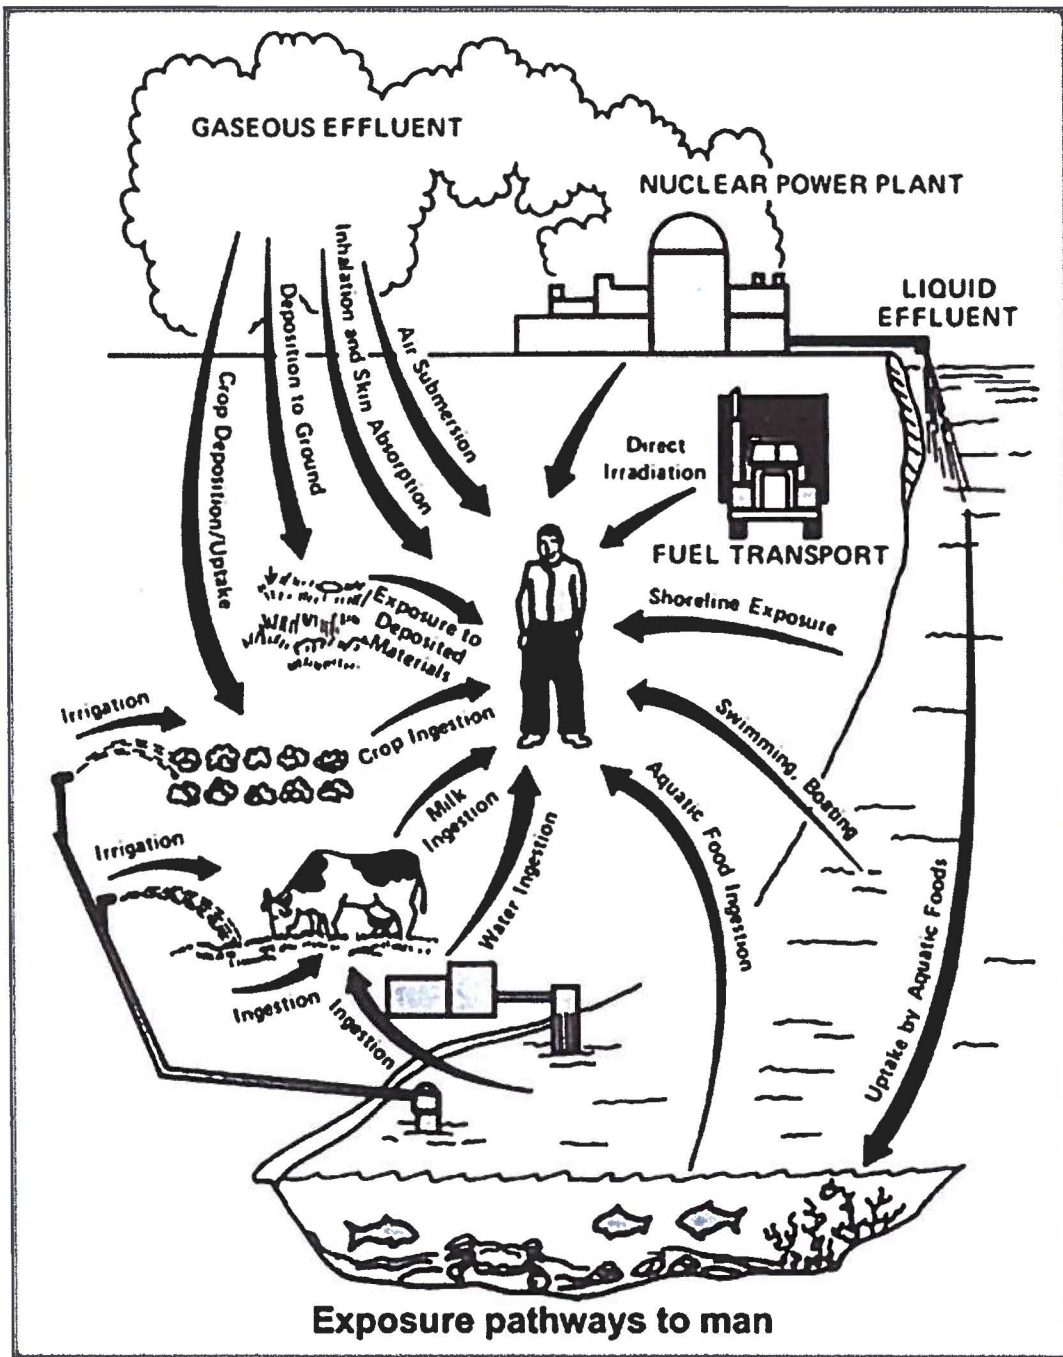 GASEOUS EFFLUENT
NUCLEAR POWER PLANT
LIQUID
EFFLUENT
Crop Deposition/Uptake
Deposition to Ground
Inhalation and Skin Absorption
Air Submersion
Direct
Irradiation
FUEL TRANSPORT
Exposure to
Deposited
Materials
Shoreline Exposure
Irrigation
Crop Ingestion
Swimming, Boating
Milk
Ingestion
Irrigation
Water Ingestion
Aquatic Food Ingestion
Uptake by Aquatic Foods
Ingestion
Ingestion
Exposure pathways to man